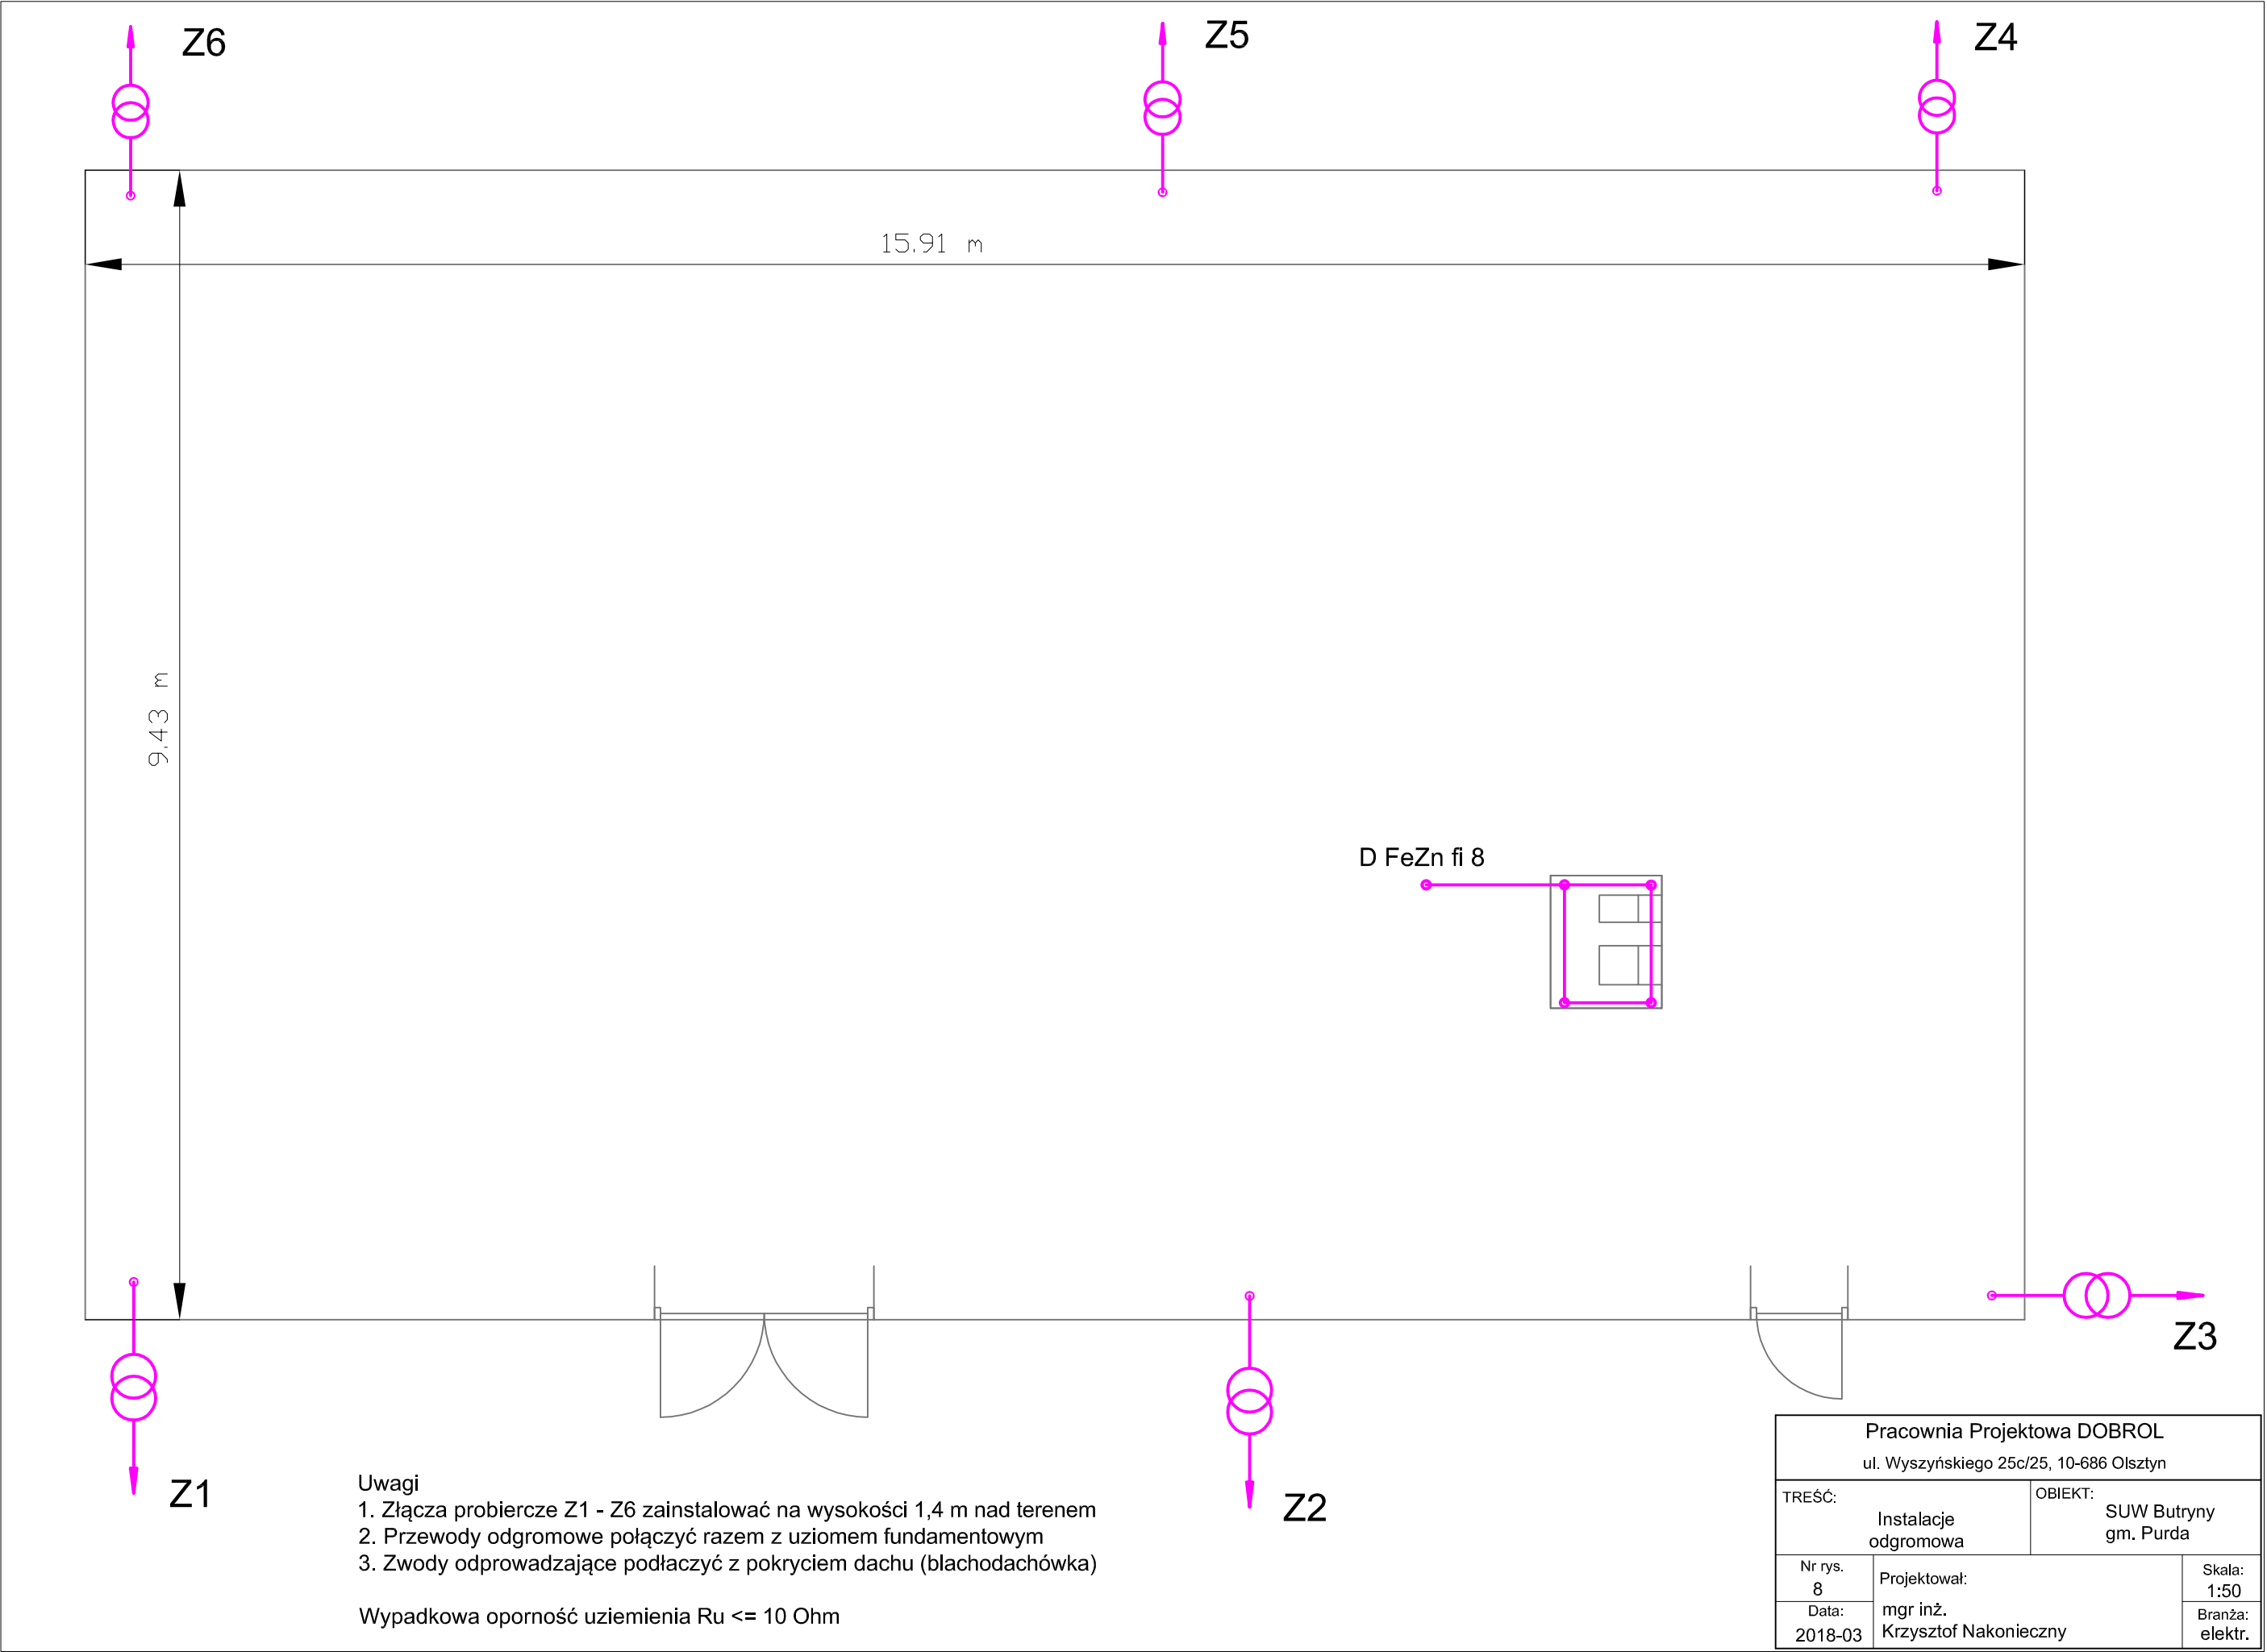 Z6
Z5
Z4
15.91 m
9.43 m
D FeZn fi 8
Z3
Z1
Z2
Uwagi
1. Złącza probiercze Z1 - Z6 zainstalować na wysokości 1,4 m nad terenem
2. Przewody odgromowe połączyć razem z uziomem fundamentowym
3. Zwody odprowadzające podłaczyć z pokryciem dachu (blachodachówka)
Wypadkowa oporność uziemienia Ru <= 10 Ohm
Pracownia Projektowa DOBROL
ul. Wyszyńskiego 25c/25, 10-686 Olsztyn
TREŚĆ:
Instalacje
odgromowa
OBIEKT:
SUW Butryny
gm. Purda
Nr rys.
8
Projektował:
mgr inż.
Krzysztof Nakonieczny
Skala:
1:50
Data:
2018-03
Branża:
elektr.